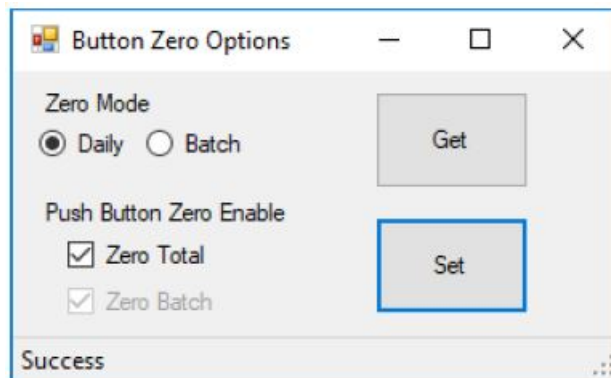 Button Zero Options
Zero Mode
Daily Batch
Get
Push Button Zero Enable
Zero Total
Set
Zero Batch
Success